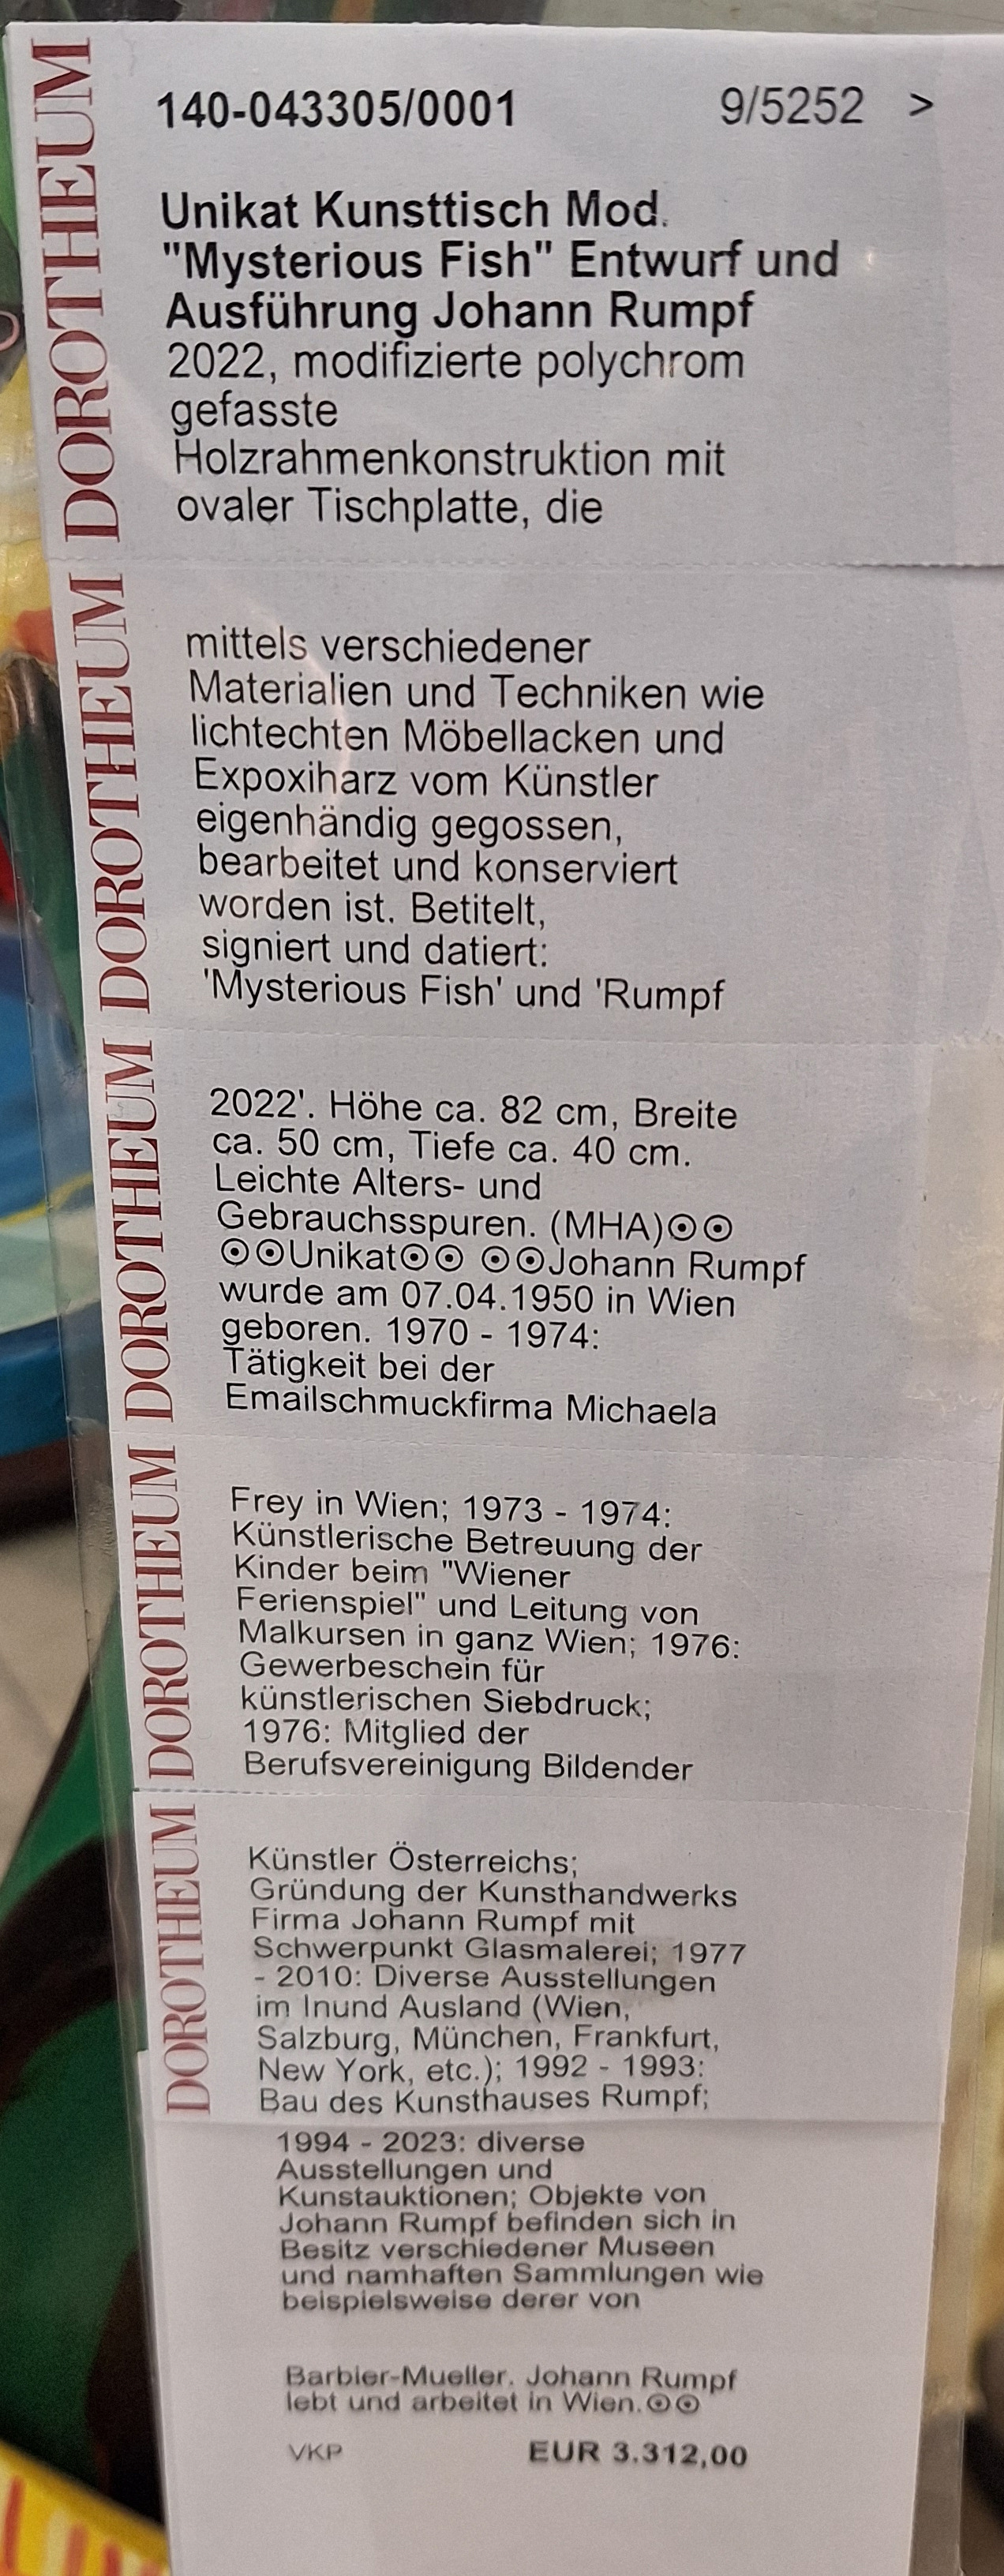 DOROTHEUM DOROTHEUM DOROTHEUM DOROTHEUM DOROTHEUM
140-043305/0001 9/5252 >
Unikat Kunsttisch Mod.
"Mysterious Fish" Entwurf und
Ausführung Johann Rumpf
2022, modifizierte polychrom
gefasste
Holzrahmenkonstruktion mit
ovaler Tischplatte, die
mittels verschiedener
Materialien und Techniken wie
lichtechten Möbellacken und
Expoxiharz vom Künstler
eigenhändig gegossen,
bearbeitet und konserviert
worden ist. Betitelt,
signiert und datiert:
'Mysterious Fish' und 'Rumpf
2022'. Höhe ca. 82 cm, Breite
ca. 50 cm, Tiefe ca. 40 cm.
Leichte Alters- und
Gebrauchsspuren. (MHA)⊙⊙
⊙⊙Unikat⊙⊙ ⊙⊙Johann Rumpf
wurde am 07.04.1950 in Wien
geboren. 1970 - 1974:
Tätigkeit bei der
Emailschmuckfirma Michaela
Frey in Wien; 1973 - 1974:
Künstlerische Betreuung der
Kinder beim "Wiener
Ferienspiel" und Leitung von
Malkursen in ganz Wien; 1976:
Gewerbeschein für
künstlerischen Siebdruck;
1976: Mitglied der
Berufsvereinigung Bildender
Künstler Österreichs;
Gründung der Kunsthandwerks
Firma Johann Rumpf mit
Schwerpunkt Glasmalerei; 1977
- 2010: Diverse Ausstellungen
im Inund Ausland (Wien,
Salzburg, München, Frankfurt,
New York, etc.); 1992 - 1993:
Bau des Kunsthauses Rumpf;
1994 - 2023: diverse
Ausstellungen und
Kunstauktionen; Objekte von
Johann Rumpf befinden sich in
Besitz verschiedener Museen
und namhaften Sammlungen wie
beispielsweise derer von
Barbier-Mueller. Johann Rumpf
lebt und arbeitet in Wien.⊙⊙
VKP EUR 3.312,00